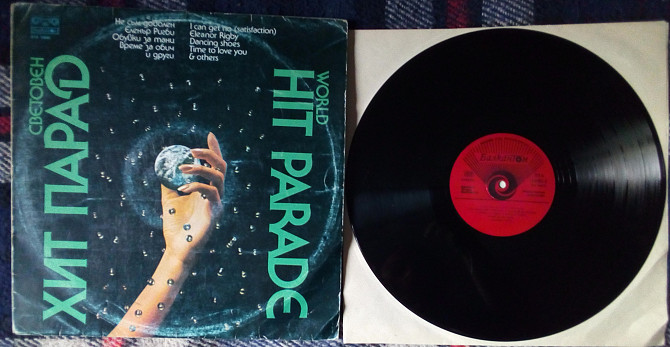 Не съм доволен
Еленър Ригби
Обувки за танц
Време за обич
и други
I can get no (satisfaction)
Eleanor Rigby
Dancing shoes
Time to love you
& others
СВЕТОВЕН
ХИТ ПАРАД
WORLD
HIT PARADE
Балкантон